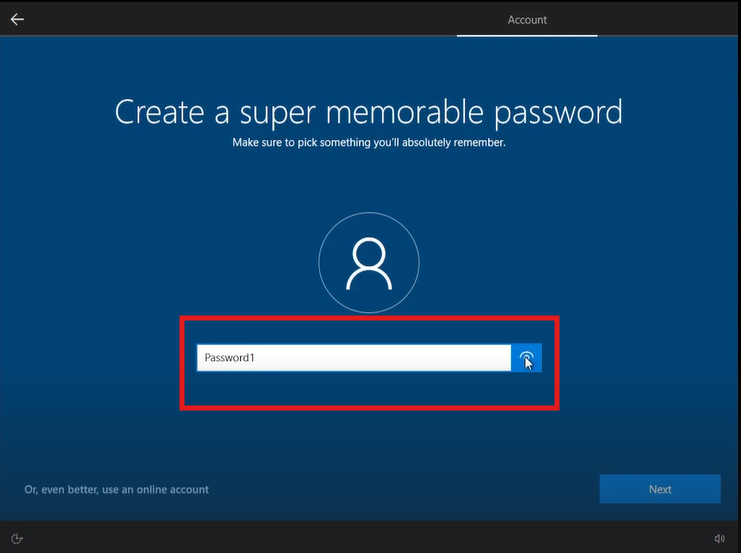 Account
Create a super memorable password
Make sure to pick something you'll absolutely remember.
Password1
Or, even better, use an online account
Next